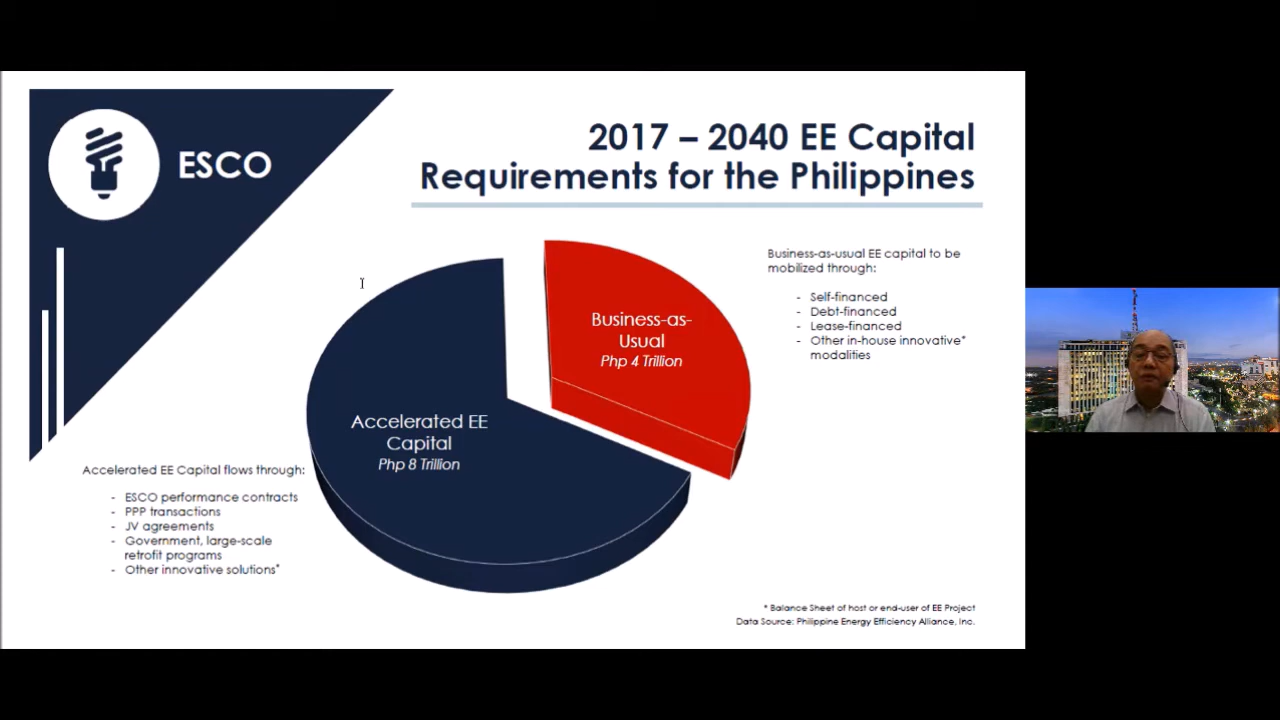 ESCO
2017 – 2040 EE Capital
Requirements for the Philippines
Business-as-usual EE capital to be
mobilized through:
- Self-financed
- Debt-financed
- Lease-financed
- Other in-house innovative*
modalities
Business-as-
Usual
Php 4 Trillion
Accelerated EE
Capital
Php 8 Trillion
Accelerated EE Capital flows through:
- ESCO performance contracts
- PPP transactions
- JV agreements
- Government, large-scale
retrofit programs
- Other innovative solutions*
* Balance Sheet of host or end-user of EE Project
Data Source: Philippine Energy Efficiency Alliance, Inc.